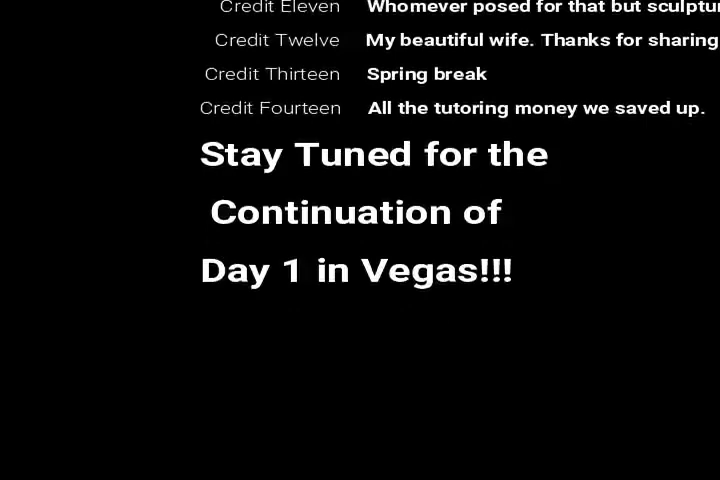 Credit Eleven Whomever posed for that but
Credit Twelve My beautiful wife. Thanks for sharing
Credit Thirteen Spring break
Credit Fourteen All the tutoring money we saved up.
Stay Tuned for the
Continuation of
Day 1 in Vegas!!!